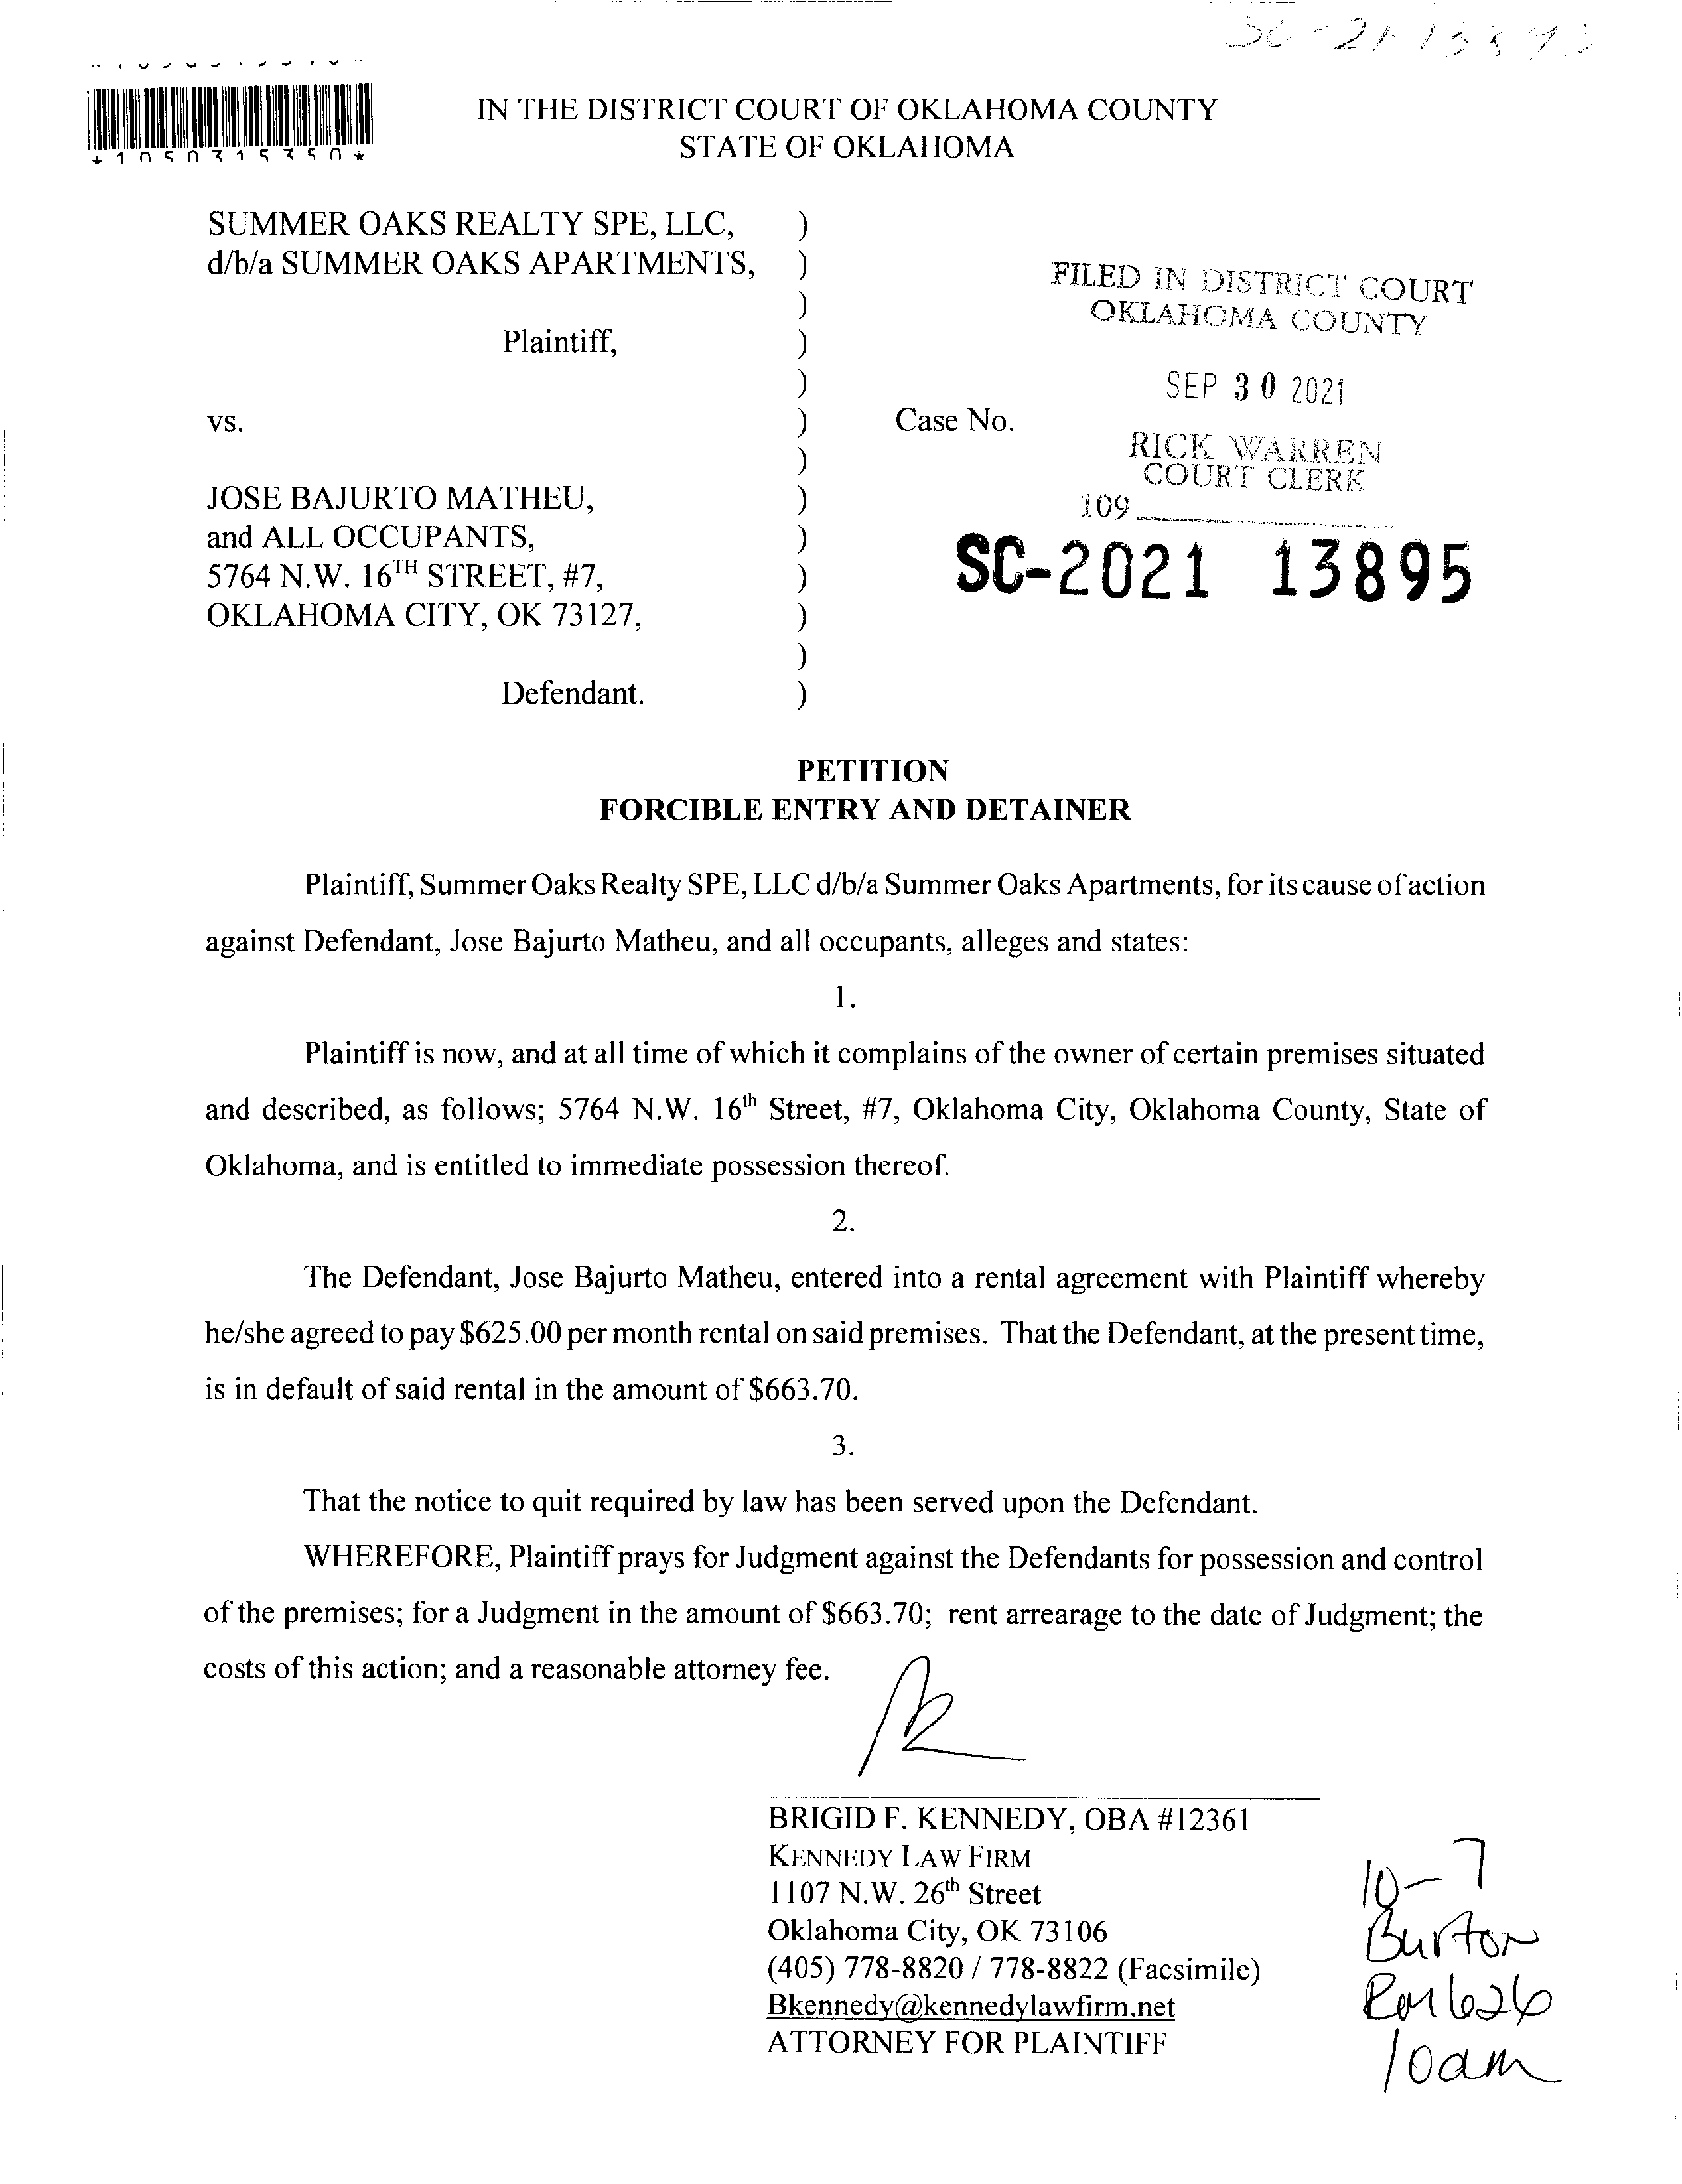 IN THE DISTRICT COURT OF OKLAHOMA COUNTY
STATE OF OKLAHOMA
*1050315350*
SUMMER OAKS REALTY SPE, LLC, )
d/b/a SUMMER OAKS APARTMENTS, )
)
Plaintiff, )
)
vs. )
)
JOSE BAJURTO MATHEU, )
and ALL OCCUPANTS, )
5764 N.W. 16TH STREET, #7, )
OKLAHOMA CITY, OK 73127, )
)
Defendant. )
FILED IN DISTRICT COURT
OKLAHOMA COUNTY
SEP 30 2021
Case No.
RICK WARREN
COURT CLERK
109
SC-2021 13895
PETITION
FORCIBLE ENTRY AND DETAINER
Plaintiff, Summer Oaks Realty SPE, LLC d/b/a Summer Oaks Apartments, for its cause of action
against Defendant, Jose Bajurto Matheu, and all occupants, alleges and states:
1.
Plaintiff is now, and at all time of which it complains of the owner of certain premises situated
and described, as follows; 5764 N.W. 16th Street, #7, Oklahoma City, Oklahoma County, State of
Oklahoma, and is entitled to immediate possession thereof.
2.
The Defendant, Jose Bajurto Matheu, entered into a rental agreement with Plaintiff whereby
he/she agreed to pay $625.00 per month rental on said premises. That the Defendant, at the present time,
is in default of said rental in the amount of $663.70.
3.
That the notice to quit required by law has been served upon the Defendant.
WHEREFORE, Plaintiff prays for Judgment against the Defendants for possession and control
of the premises; for a Judgment in the amount of $663.70; rent arrearage to the date of Judgment; the
costs of this action; and a reasonable attorney fee.
BRIGID F. KENNEDY, OBA #12361
KENNEDY LAW FIRM
1107 N.W. 26th Street
Oklahoma City, OK 73106
(405) 778-8820 / 778-8822 (Facsimile)
Bkennedy@kennedylawfirm.net
ATTORNEY FOR PLAINTIFF
10-7
Burton
Rm 626
10am